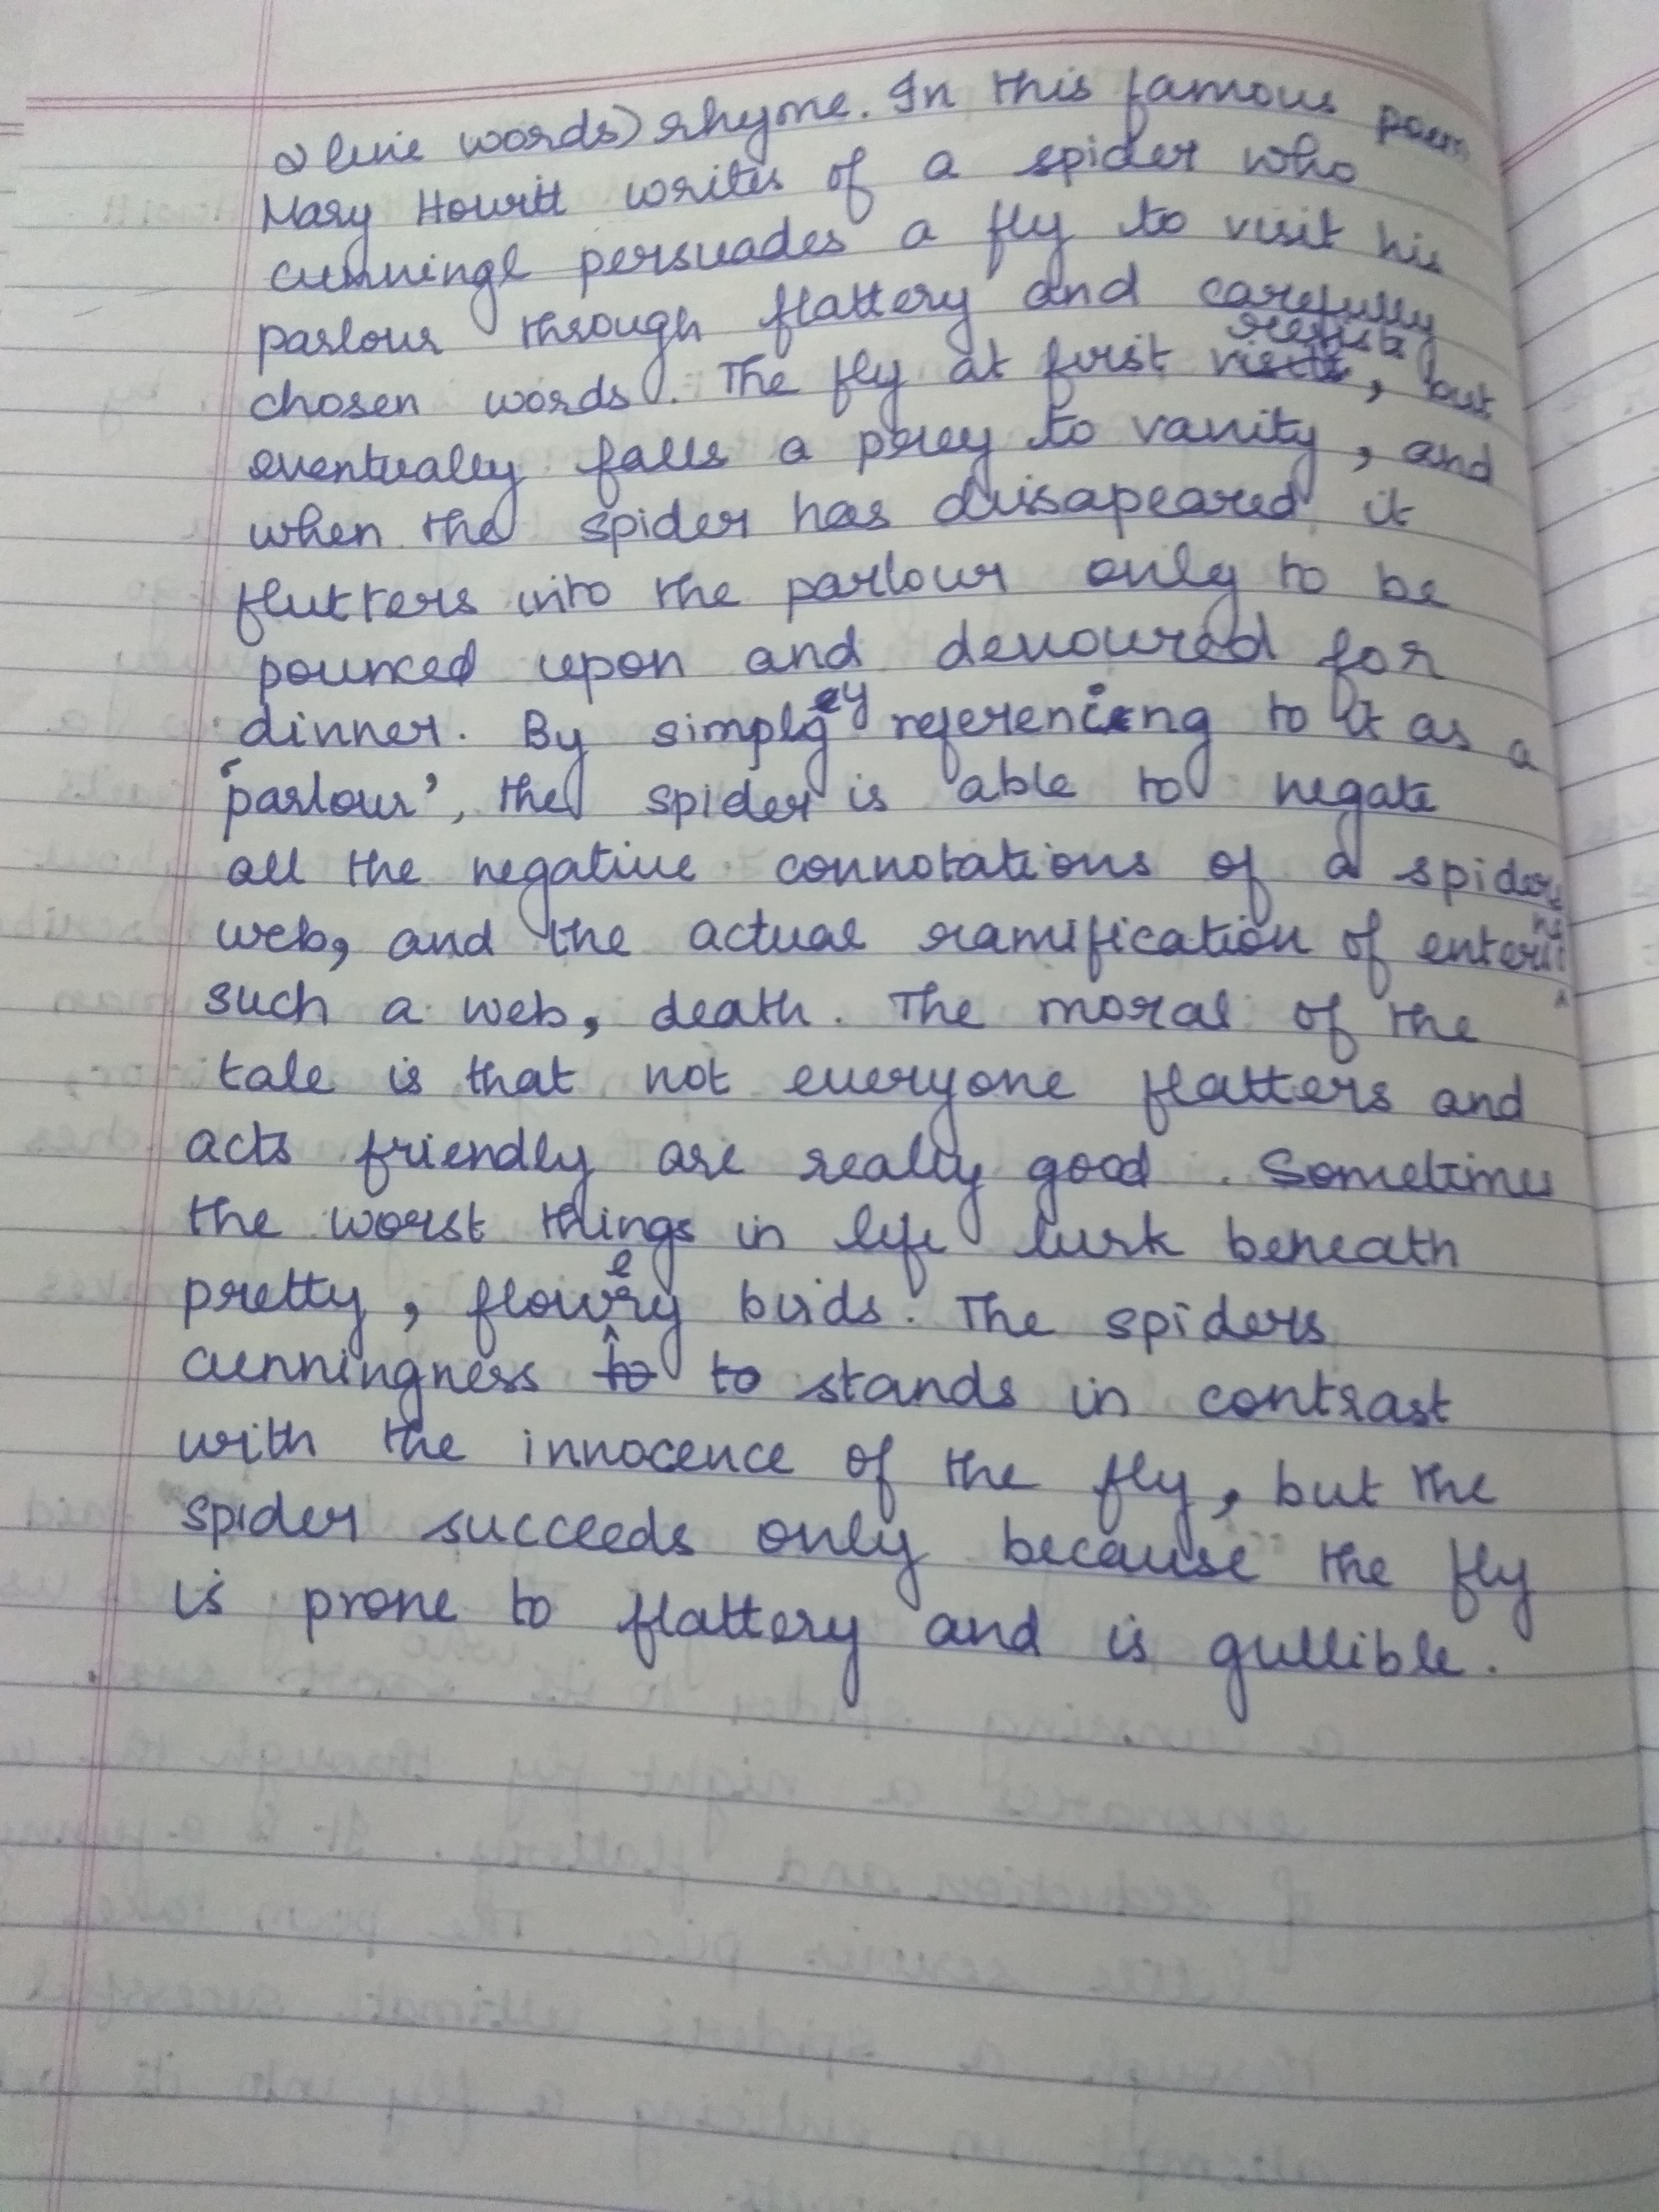 2 line words) rhyme. In this famous poem
Mary Howitt writes of a spider who
cunningl persuades a fly to visit his
parlour through flattery and carefully
chosen words. The fly at first resists, but
eventually falls a prey to vanity, and
when the spider has dissapeared it
flutters into the parlour only to be
pounced upon and devoured for
dinner. By simply referencing to it as a
'parlour', the spider is able to negate
all the negative connotations of a spiders
web, and the actual ramification of entering
such a web, death. The moral of the
tale is that not everyone flatters and
acts friendly are really good. Sometimes
the worst things in life lurk beneath
pretty, flowery birds. The spiders
cunningness to to stands in contrast
with the innocence of the fly, but the
spider succeeds only because the fly
is prone to flattery and is gullible.